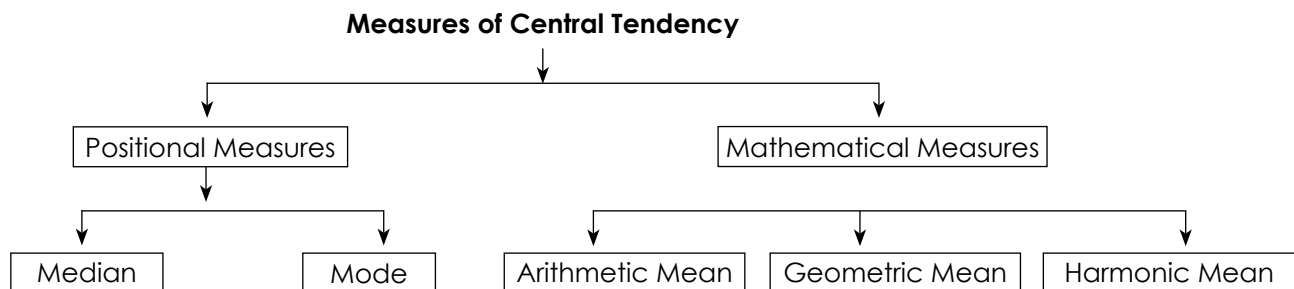 Measures of Central Tendency
Positional Measures
Mathematical Measures
Median
Mode
Arithmetic Mean
Geometric Mean
Harmonic Mean